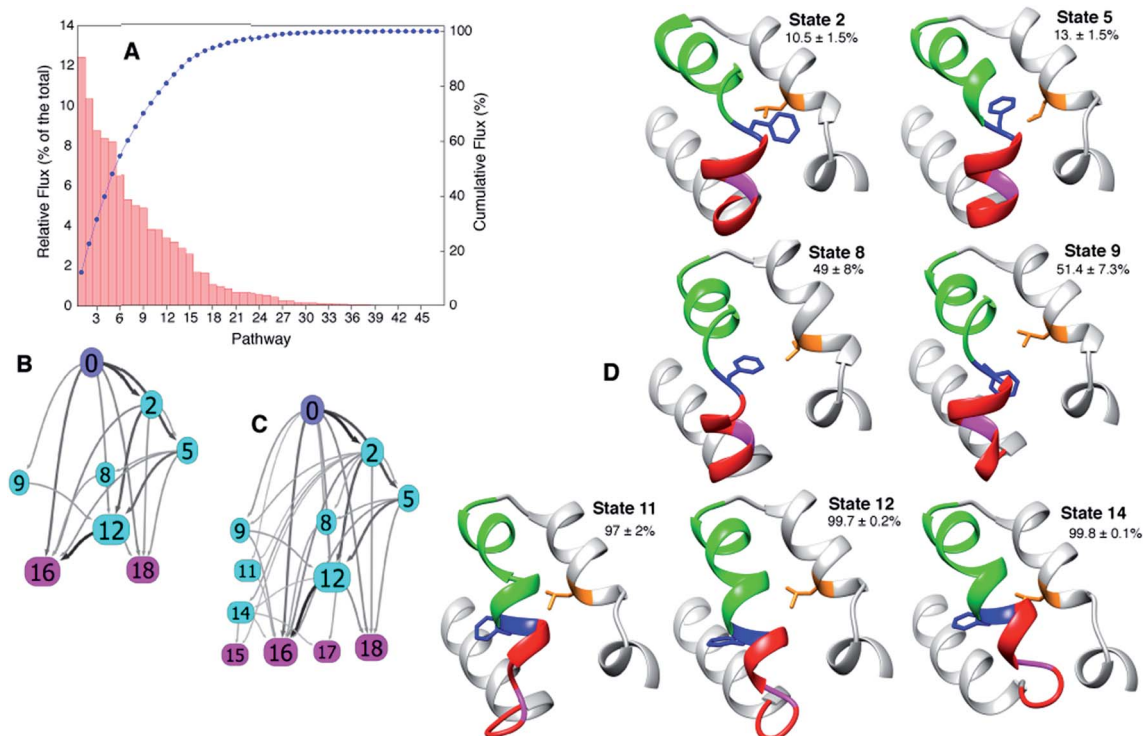 A
Relative Flux (% of the total)
14
12
10
8
6
4
2
0
Cumulative Flux (%)
100
80
60
40
20
0
3 6 9 12 15 18 21 24 27 30 33 36 39 42 45
Pathway
B
0
2
5
9
8
12
16
18
C
0
2
5
9
8
11
12
14
15
16
17
18
D
State 2
10.5 ± 1.5%
State 5
13. ± 1.5%
State 8
49 ± 8%
State 9
51.4 ± 7.3%
State 11
97 ± 2%
State 12
99.7 ± 0.2%
State 14
99.8 ± 0.1%